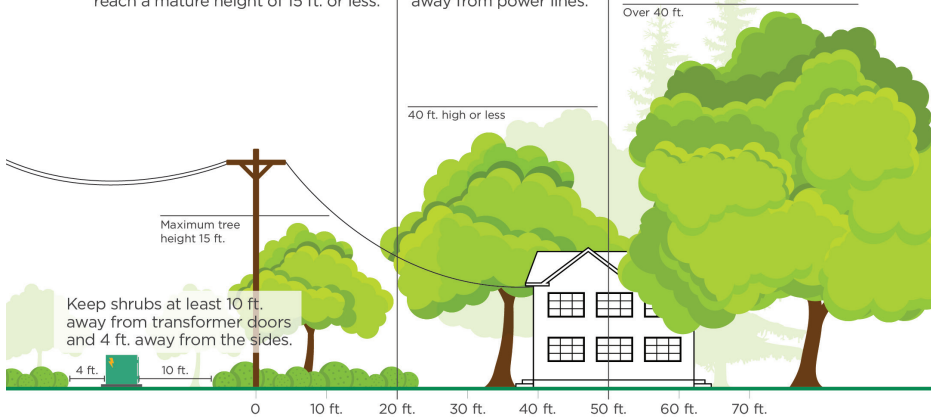 reach a mature height of 15 ft. or less.
away from power lines.
Over 40 ft.
40 ft. high or less
Maximum tree
height 15 ft.
Keep shrubs at least 10 ft.
away from transformer doors
and 4 ft. away from the sides.
4 ft.
10 ft.
0
10 ft.
20 ft.
30 ft.
40 ft.
50 ft.
60 ft.
70 ft.